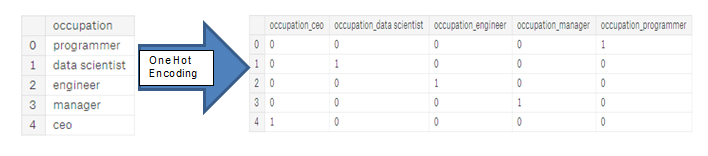 occupation
0 programmer
1 data scientist
2 engineer
3 manager
4 ceo
OneHot
Encoding
occupation_ceo occupation_data scientist occupation_engineer occupation_manager occupation_programmer
0 0 0 0 0 1
1 0 1 0 0 0
2 0 0 1 0 0
3 0 0 0 1 0
4 1 0 0 0 0